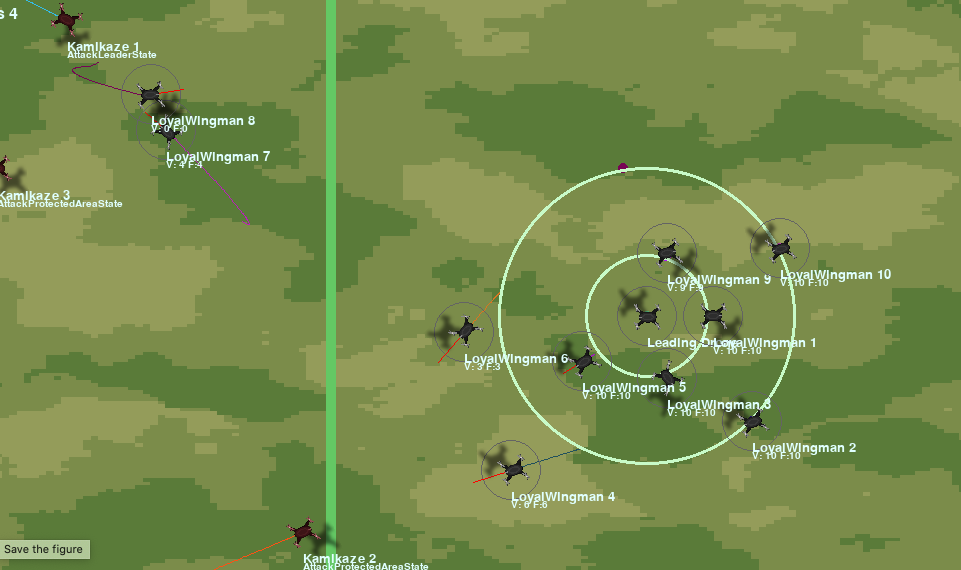 s 4
Kamikaze 1
AttackLeaderState
LoyalWingman 8
V: 0 F:0
LoyalWingman 7
V: 4 F:4
Kamikaze 3
AttackProtectedAreaState
LoyalWingman 10
V: 10 F:10
LoyalWingman 9
V: 9 F:
Leading
LoyalWingman 1
V: 10 F:10
LoyalWingman 6
V: 3 F:3
LoyalWingman 5
V: 10 F:10
LoyalWingman 3
V: 10 F:10
LoyalWingman 2
V: 10 F:10
LoyalWingman 4
V: 6 F:6
Save the figure
Kamikaze 2
AttackProtectedAreaState